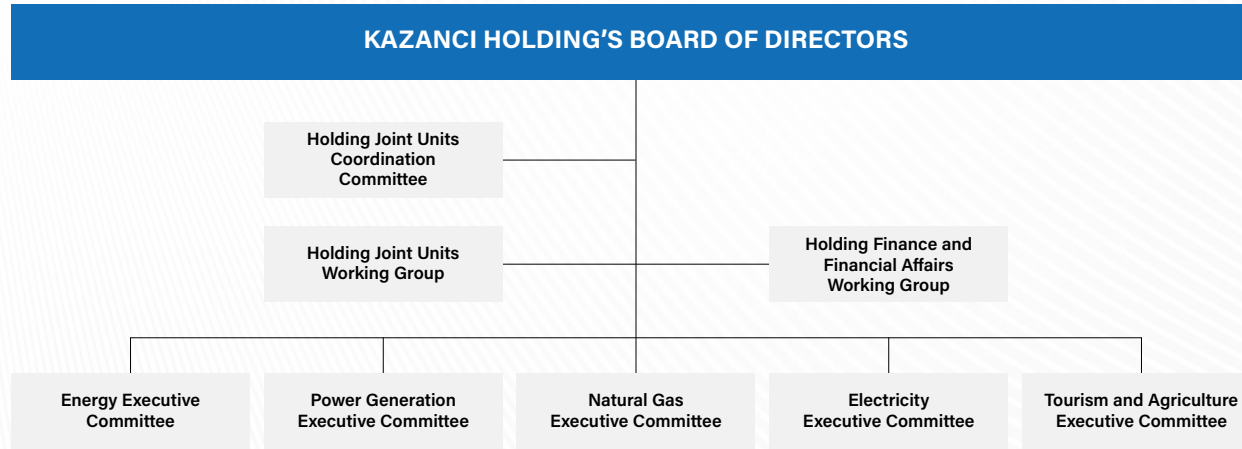 KAZANCI HOLDING’S BOARD OF DIRECTORS
Holding Joint Units
Coordination
Committee
Holding Joint Units
Working Group
Holding Finance and
Financial Affairs
Working Group
Energy Executive
Committee
Power Generation
Executive Committee
Natural Gas
Executive Committee
Electricity
Executive Committee
Tourism and Agriculture
Executive Committee